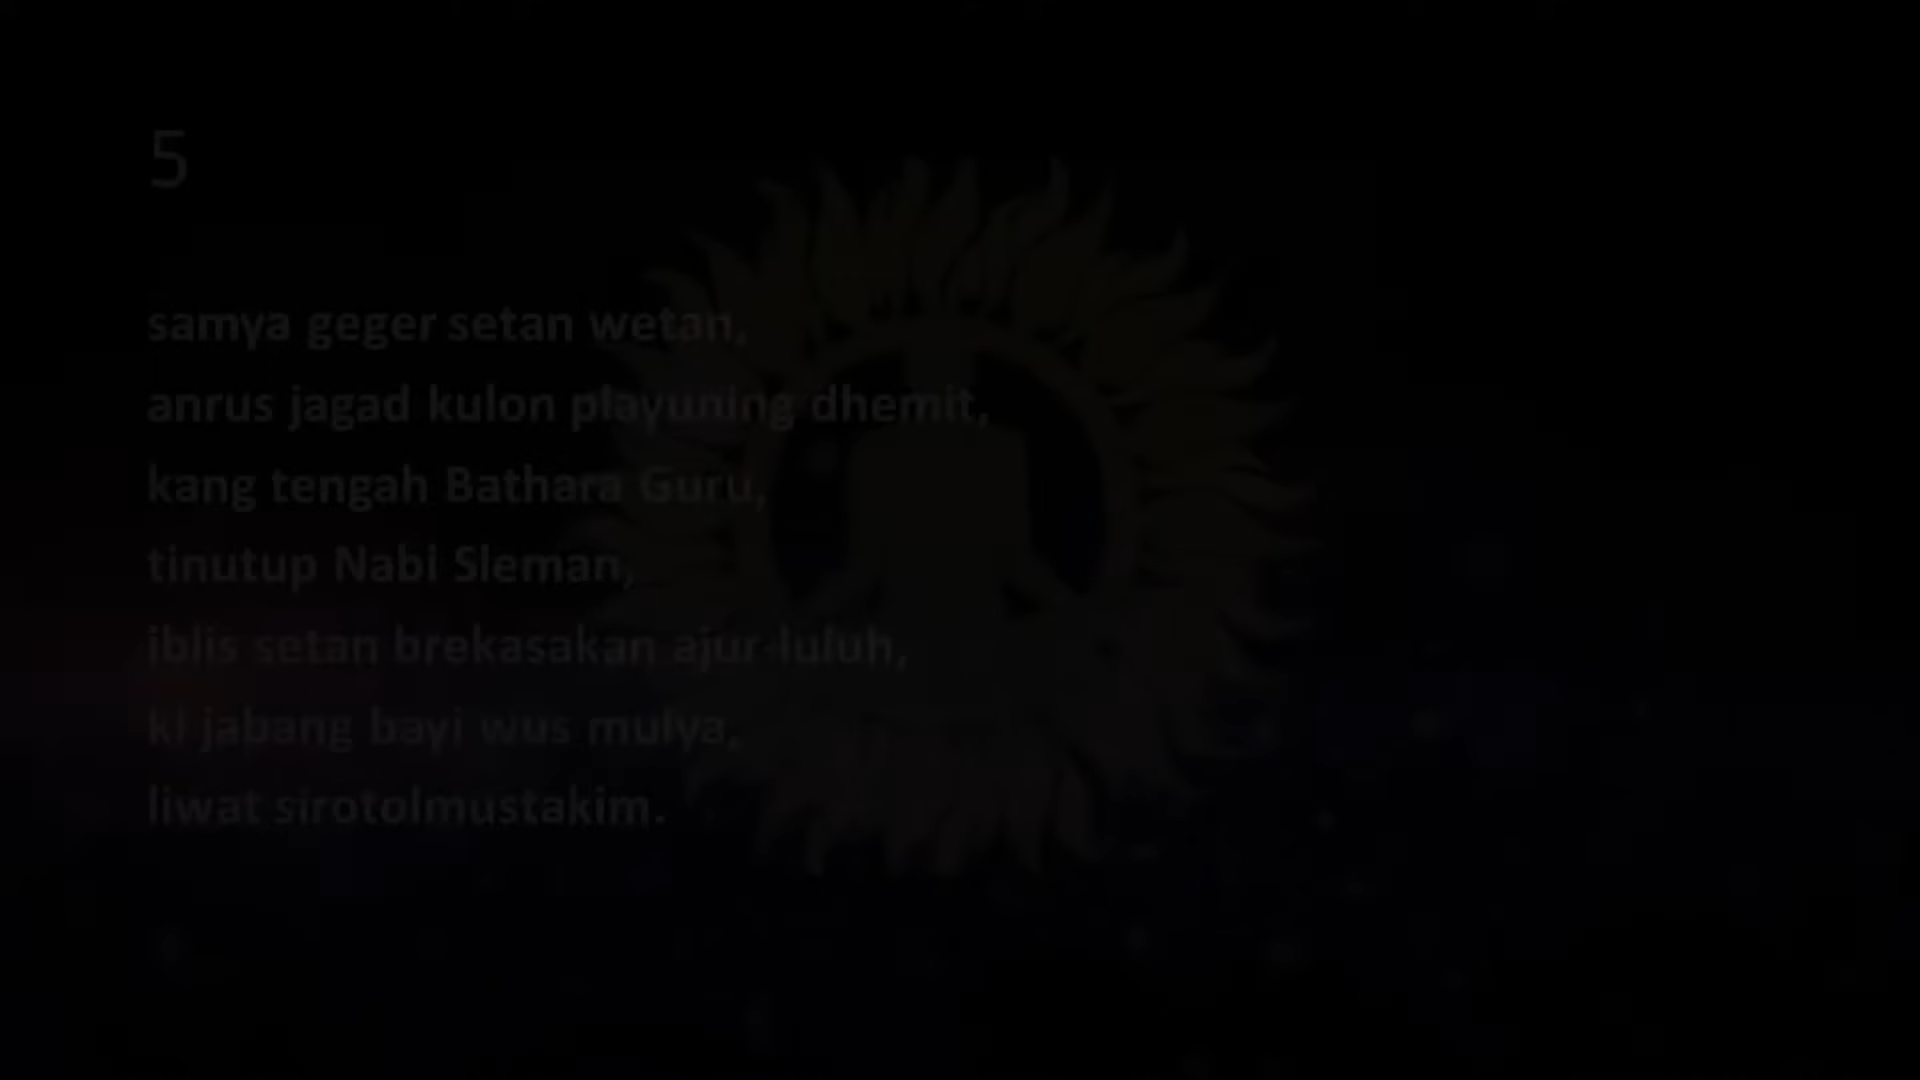 5
samya geger setan wetan,
anrus jagad kulon playuning dhemit,
kang tengah Bathara Guru,
tinutup Nabi Sleman,
iblis setan brekasakan ajur-luluh,
ki jabang bayi wus mulya,
liwat sirotolmustakim.